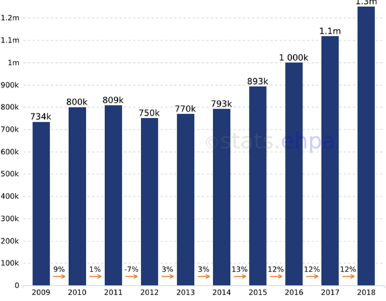 1.3m
1.2m
1.1m
1.1m
1 000k
1m
893k
900k
800k
809k
793k
800k
770k
750k
734k
700k
©stats.enpa
600k
500k
400k
300k
200k
100k
9% 1% -7% 3% 3% 13% 12% 12% 12%
0
2009 2010 2011 2012 2013 2014 2015 2016 2017 2018